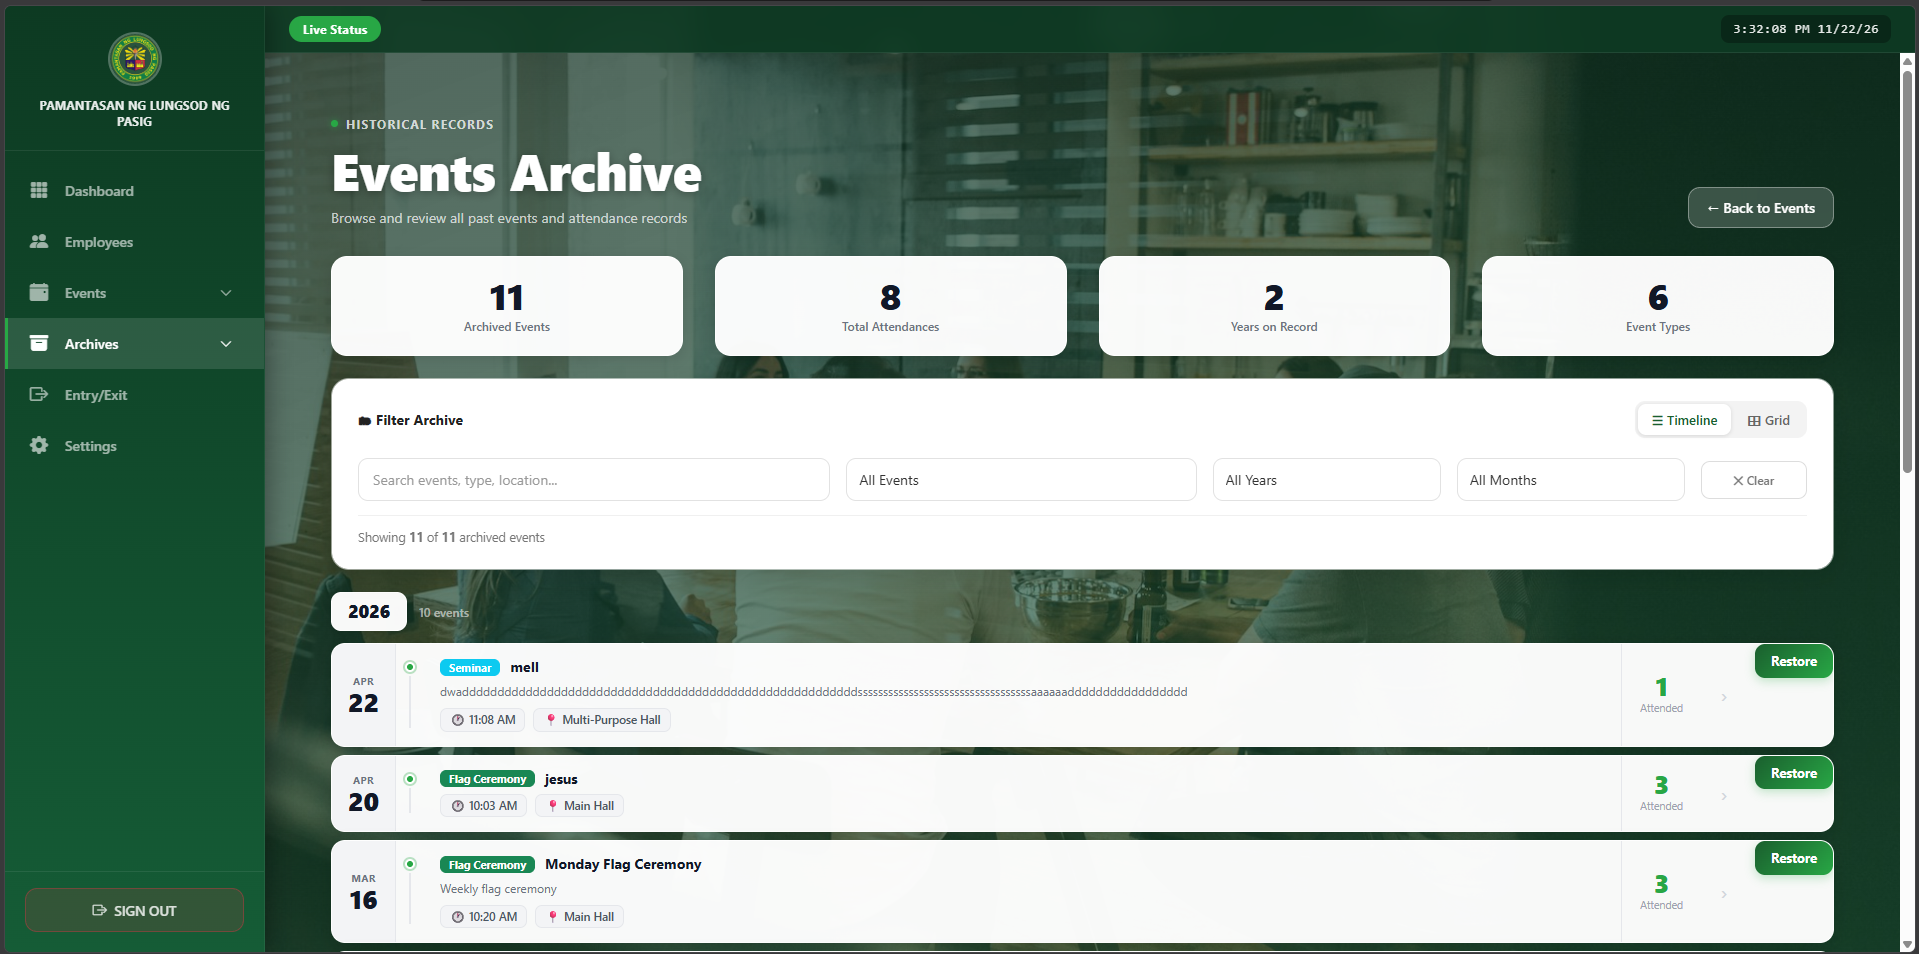 Live Status
3:32:08 PM 11/22/26
PAMANTASAN NG LUNGSOD NG
PASIG
Dashboard
Employees
Events
Archives
Entry/Exit
Settings
SIGN OUT
HISTORICAL RECORDS
Events Archive
Browse and review all past events and attendance records
← Back to Events
11
Archived Events
8
Total Attendances
2
Years on Record
6
Event Types
Filter Archive
Timeline
Grid
Search events, type, location...
All Events
All Years
All Months
Clear
Showing 11 of 11 archived events
2026
10 events
APR
22
Seminar
mell
11:08 AM
Multi-Purpose Hall
1
Attended
Restore
APR
20
Flag Ceremony
jesus
10:03 AM
Main Hall
3
Attended
Restore
MAR
16
Flag Ceremony
Monday Flag Ceremony
Weekly flag ceremony
10:20 AM
Main Hall
3
Attended
Restore